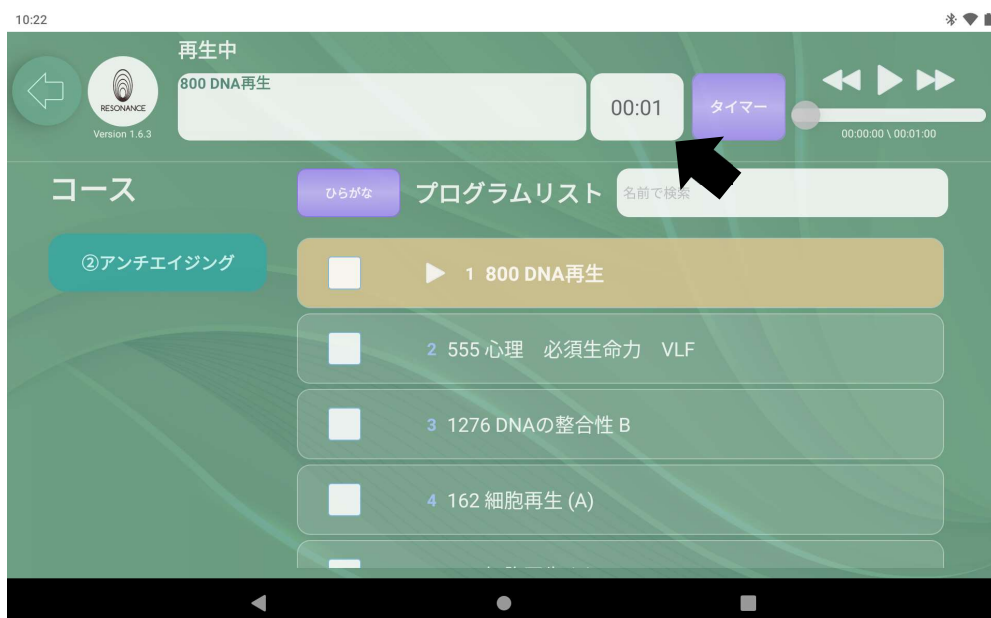 10:22
再生中
800 DNA再生
RESONANCE
Version 1.6.3
00:01
タイマー
00:00:00 \ 00:01:00
コース
ひらがな
プログラムリスト
名前で検索
②アンチエイジング
1 800 DNA再生
2 555 心理 必須生命力 VLF
3 1276 DNAの整合性 B
4 162 細胞再生 (A)